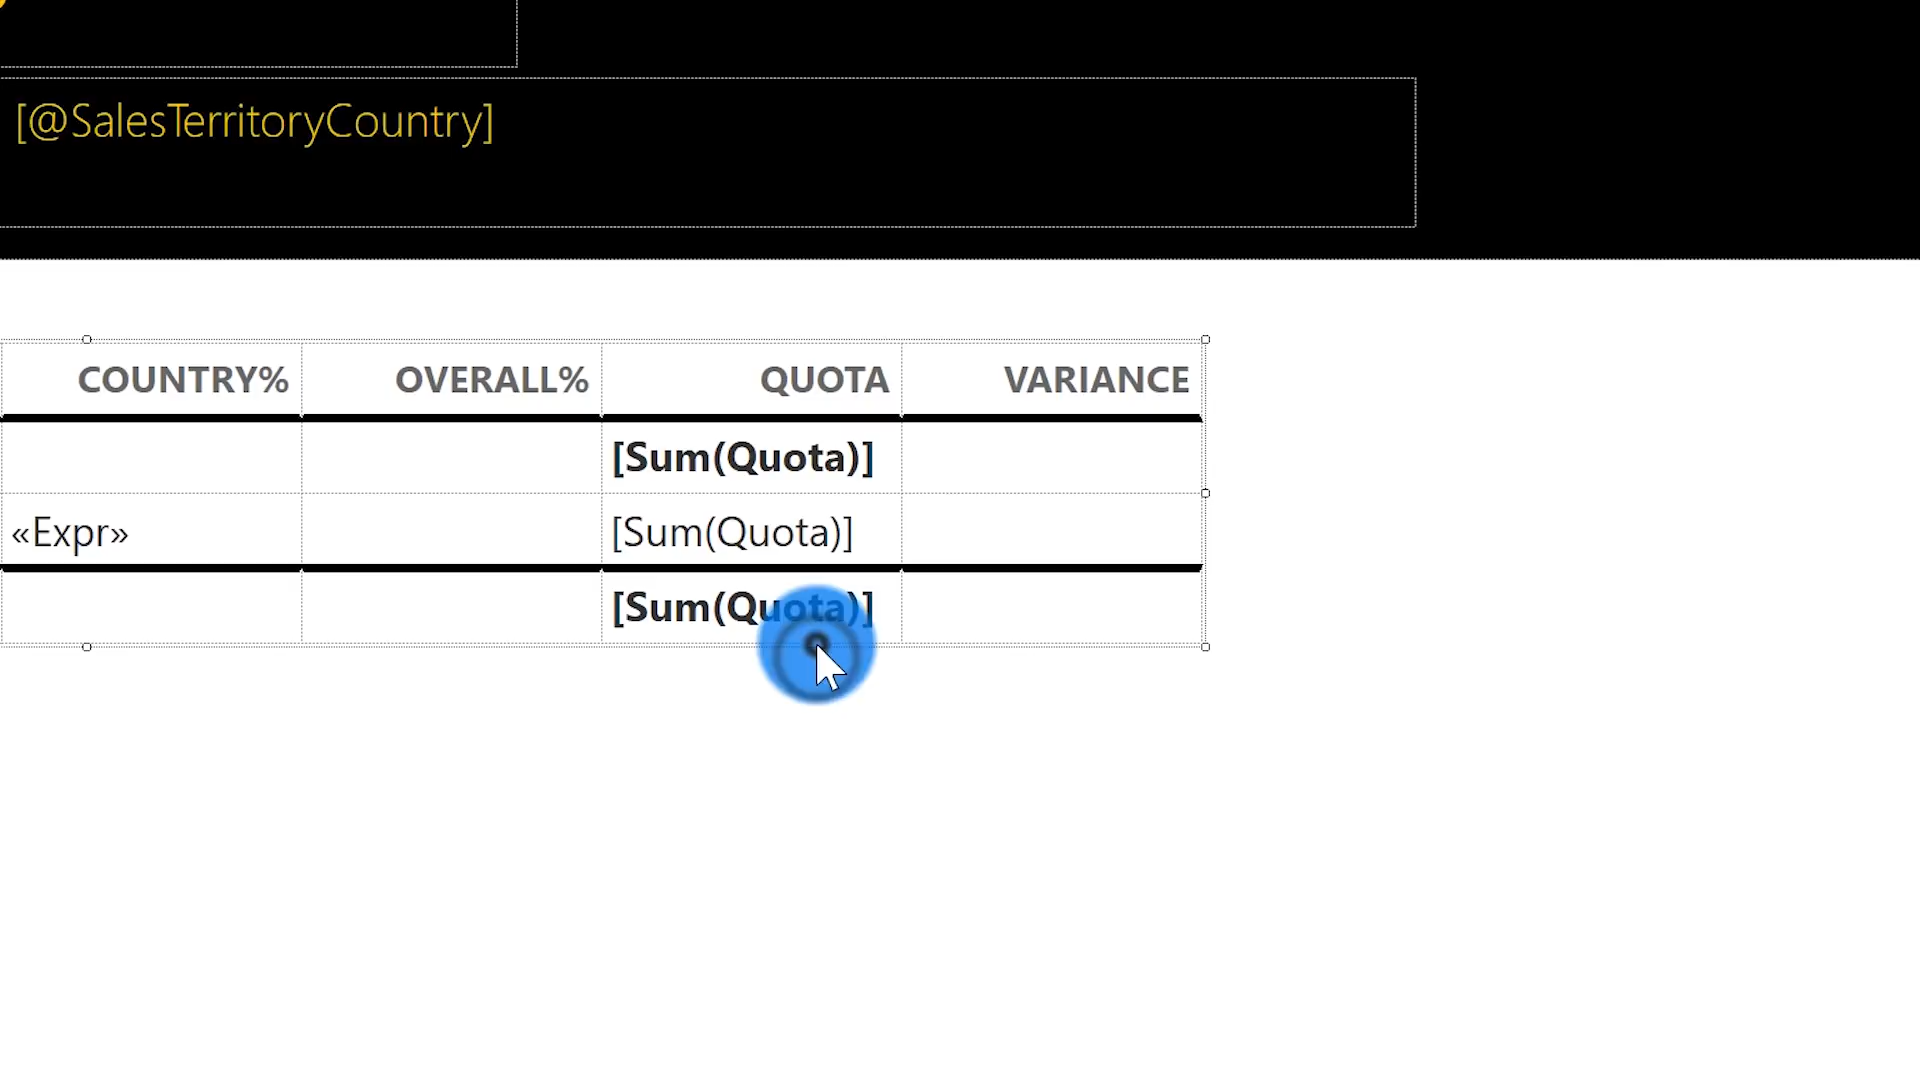 [@SalesTerritoryCountry]
COUNTRY% OVERALL% QUOTA VARIANCE
[Sum(Quota)]
«Expr» [Sum(Quota)]
[Sum(Quota)]